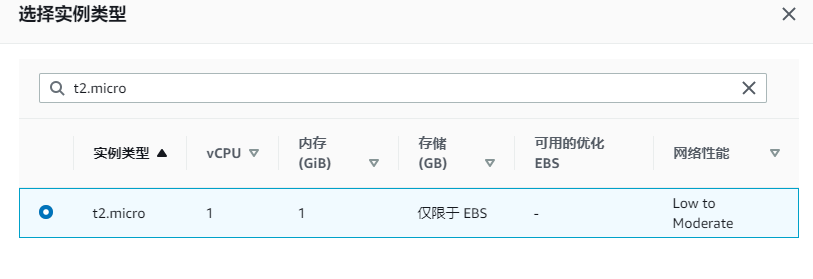 选择实例类型
t2.micro
实例类型 vCPU 内存 (GiB) 存储 (GB) 可用的优化 EBS 网络性能
t2.micro 1 1 仅限于 EBS - Low to Moderate